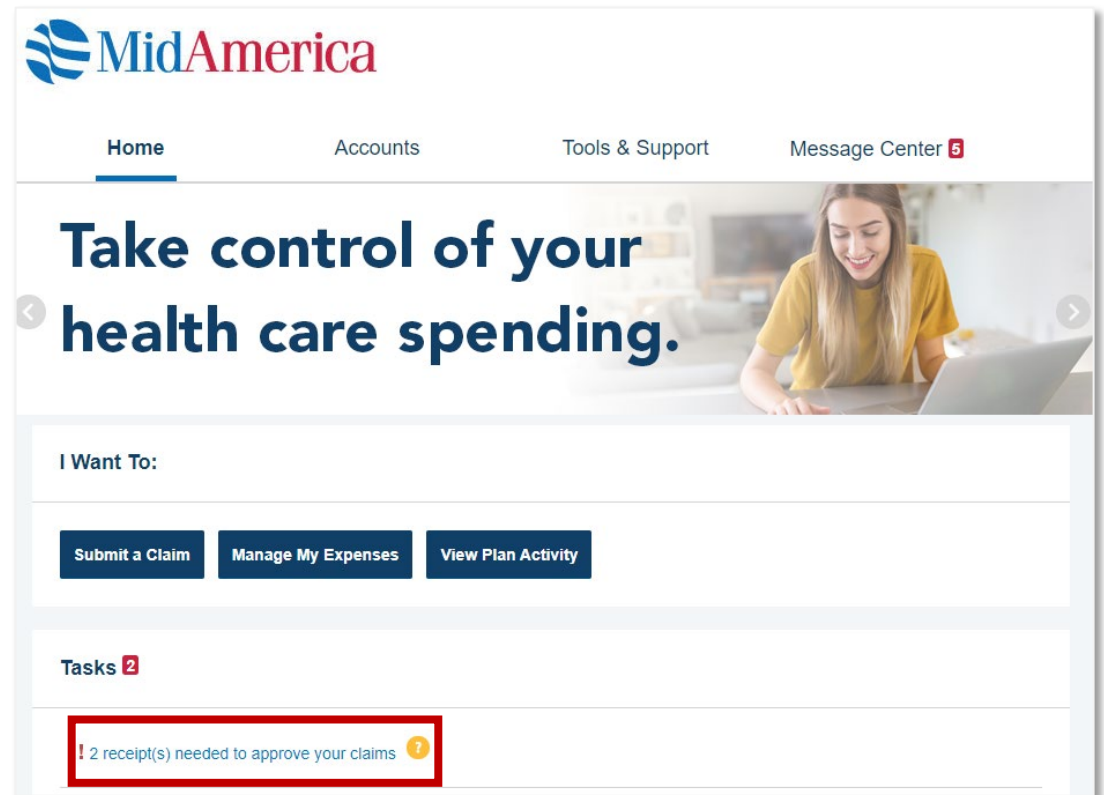 MidAmerica
Home Accounts Tools & Support Message Center 5
Take control of your
health care spending.
I Want To:
Submit a Claim Manage My Expenses View Plan Activity
Tasks 2
! 2 receipt(s) needed to approve your claims ?